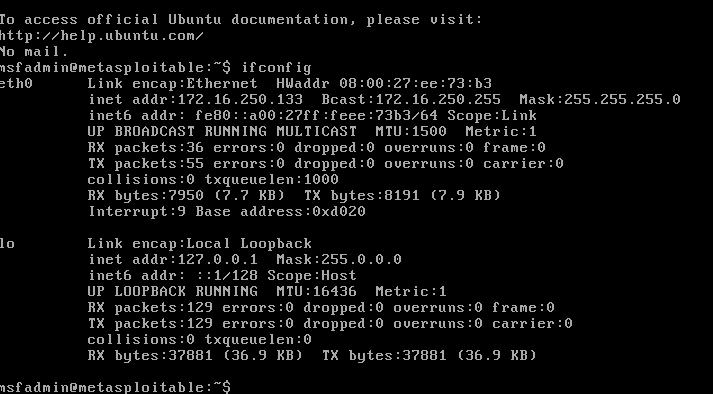 To access official Ubuntu documentation, please visit:
http://help.ubuntu.com/
No mail.
msfadmin@metasploitable:~$ ifconfig
eth0      Link encap:Ethernet  HWaddr 08:00:27:ee:73:b3
          inet addr:172.16.250.133  Bcast:172.16.250.255  Mask:255.255.255.0
          inet6 addr: fe80::a00:27ff:feee:73b3/64 Scope:Link
          UP BROADCAST RUNNING MULTICAST  MTU:1500  Metric:1
          RX packets:36 errors:0 dropped:0 overruns:0 frame:0
          TX packets:55 errors:0 dropped:0 overruns:0 carrier:0
          collisions:0 txqueuelen:1000
          RX bytes:7950 (7.7 KB)  TX bytes:8191 (7.9 KB)
          Interrupt:9 Base address:0xd020
lo        Link encap:Local Loopback
          inet addr:127.0.0.1  Mask:255.0.0.0
          inet6 addr: ::1/128 Scope:Host
          UP LOOPBACK RUNNING  MTU:16436  Metric:1
          RX packets:129 errors:0 dropped:0 overruns:0 frame:0
          TX packets:129 errors:0 dropped:0 overruns:0 carrier:0
          collisions:0 txqueuelen:0
          RX bytes:37881 (36.9 KB)  TX bytes:37881 (36.9 KB)
msfadmin@metasploitable:~$